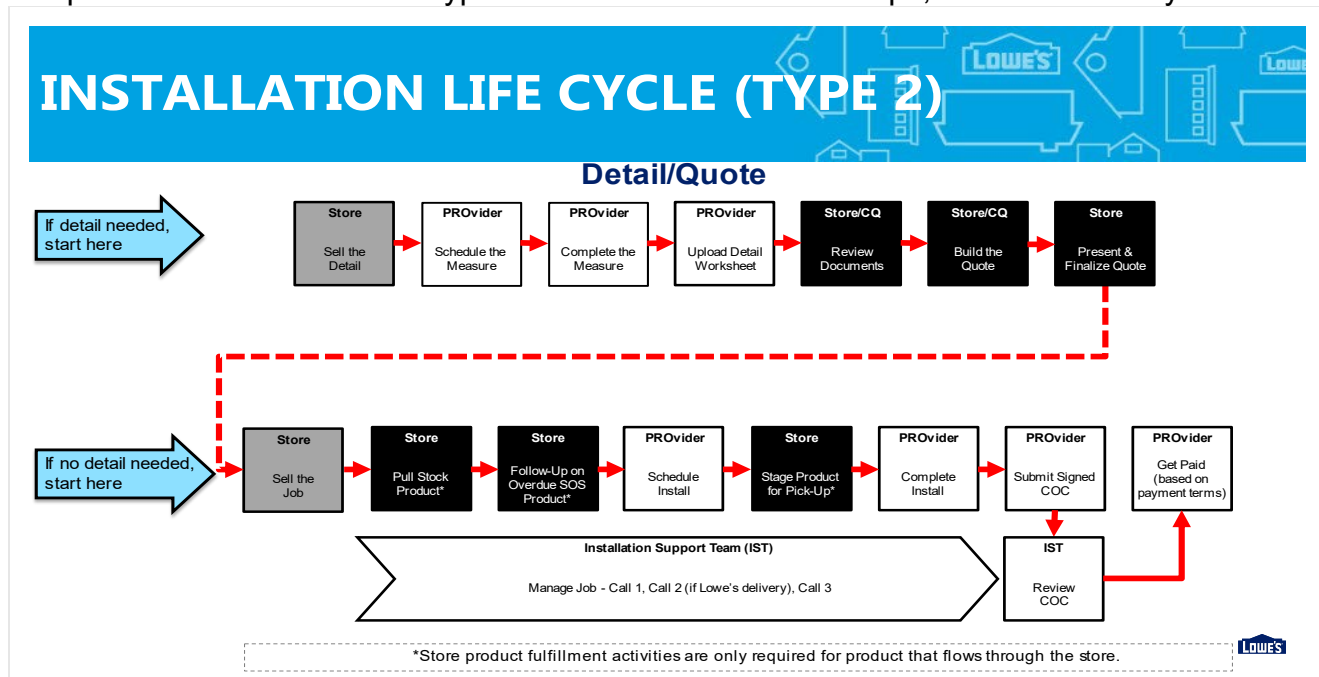 INSTALLATION LIFE CYCLE (TYPE 2)
LOWE'S
Detail/Quote
If detail needed,
start here
Store
Sell the
Detail
PROvider
Schedule the
Measure
PROvider
Complete the
Measure
PROvider
Upload Detail
Worksheet
Store/CQ
Review
Documents
Store/CQ
Build the
Quote
Store
Present &
Finalize Quote
If no detail needed,
start here
Store
Sell the
Job
Store
Pull Stock
Product*
Store
Follow-Up on
Overdue SOS
Product*
PROvider
Schedule
Install
Store
Stage Product
for Pick-Up*
PROvider
Complete
Install
PROvider
Submit Signed
COC
PROvider
Get Paid
(based on
payment terms)
Installation Support Team (IST)
Manage Job - Call 1, Call 2 (if Lowe's delivery), Call 3
IST
Review
COC
*Store product fulfillment activities are only required for product that flows through the store.
LOWE'S